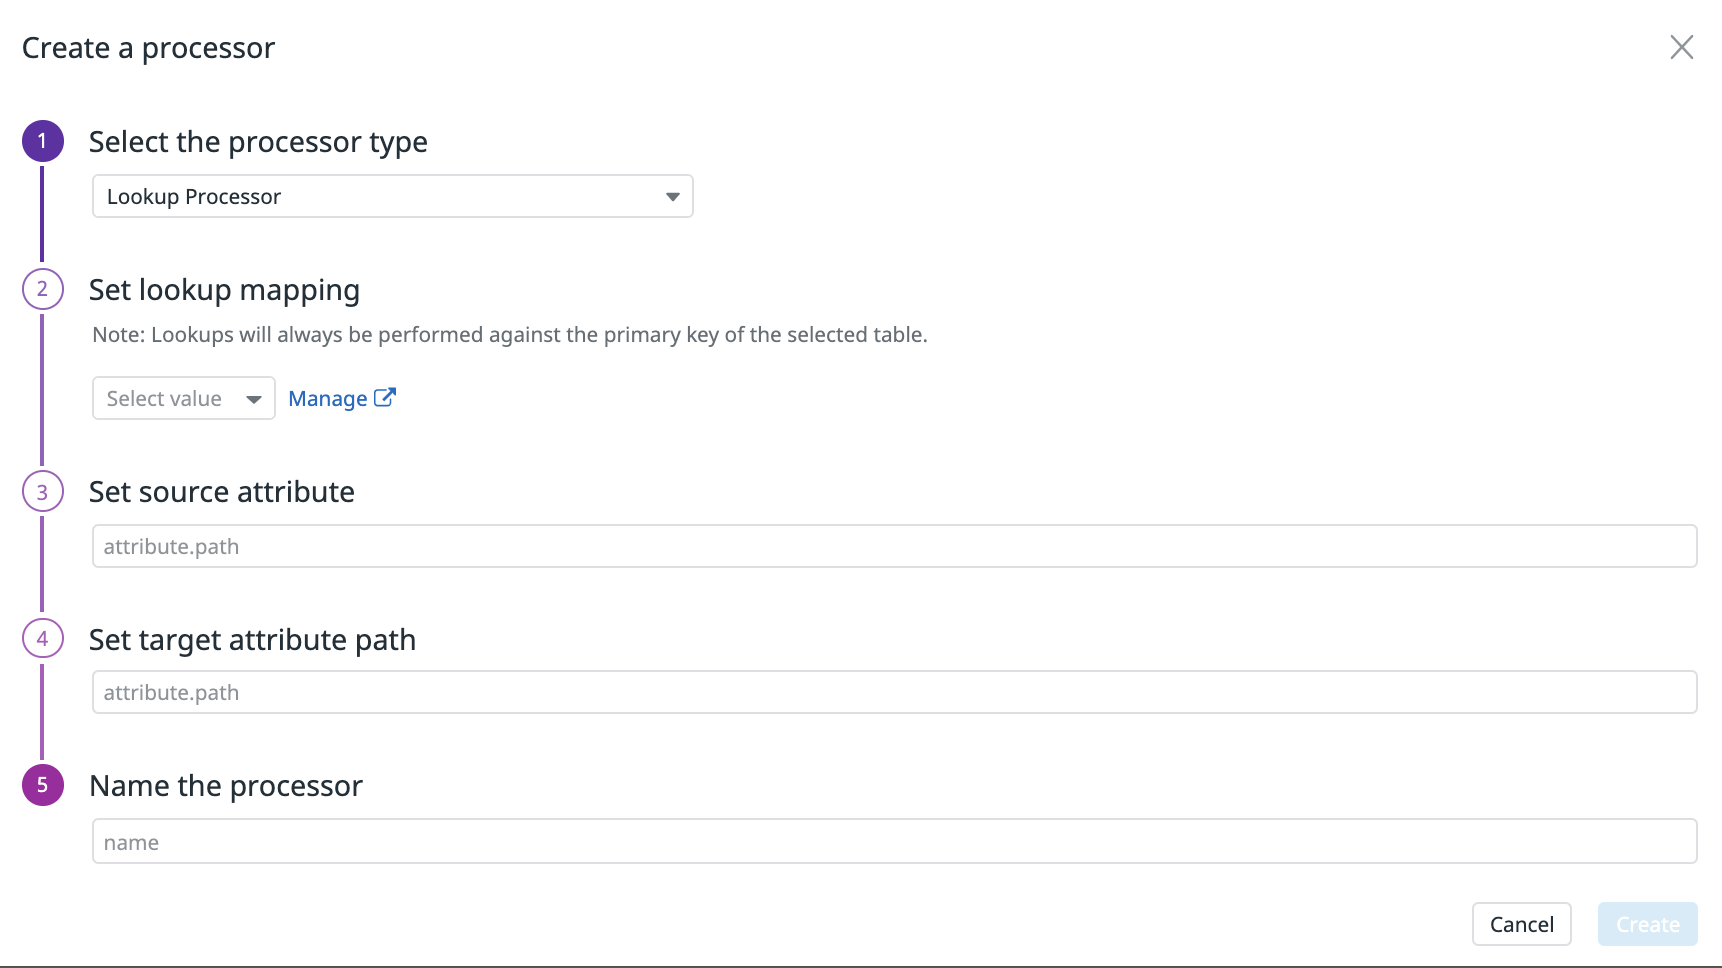 Create a processor
1 Select the processor type
Lookup Processor
2 Set lookup mapping
Note: Lookups will always be performed against the primary key of the selected table.
Select value Manage
3 Set source attribute
attribute.path
4 Set target attribute path
attribute.path
5 Name the processor
name
Cancel Create